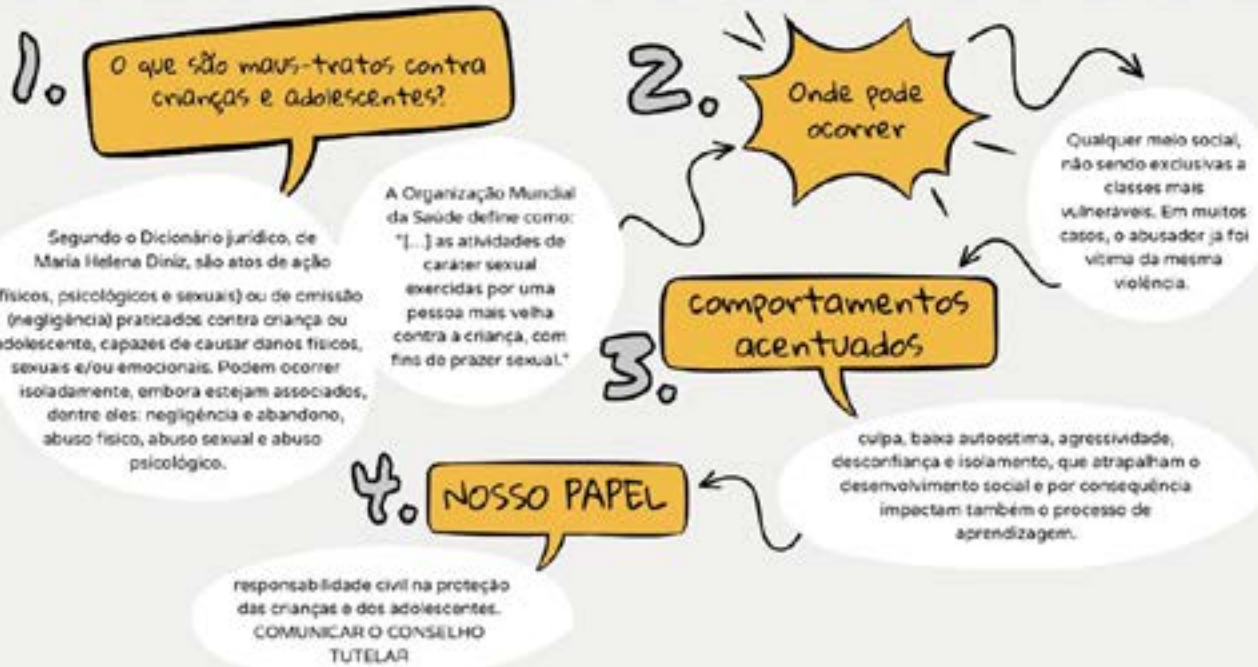 1.
O que são maus-tratos contra
crianças e adolescentes?
Segundo o Dicionário jurídico, de
Maria Helena Diniz, são atos de ação
físicos, psicológicos e sexuais) ou de omissão
(negligência) praticados contra criança ou
adolescente, capazes de causar danos físicos,
sexuais e/ou emocionais. Podem ocorrer
isoladamente, embora estejam associados,
dentre eles: negligência e abandono,
abuso físico, abuso sexual e abuso
psicológico.
A Organização Mundial
da Saúde define como:
"[...] as atividades de
caráter sexual
exercidas por uma
pessoa mais velha
contra a criança, com
fins de prazer sexual."
2.
Onde pode
ocorrer
Qualquer meio social,
não sendo exclusivas a
classes mais
vulneráveis. Em muitos
casos, o abusador já foi
vítima da mesma
violência.
3.
comportamentos
acentuados
culpa, baixa autoestima, agressividade,
desconfiança e isolamento, que atrapalham o
desenvolvimento social e por consequência
impactam também o processo de
aprendizagem.
4.
NOSSO PAPEL
responsabilidade civil na proteção
das crianças e dos adolescentes.
COMUNICAR O CONSELHO
TUTELAR